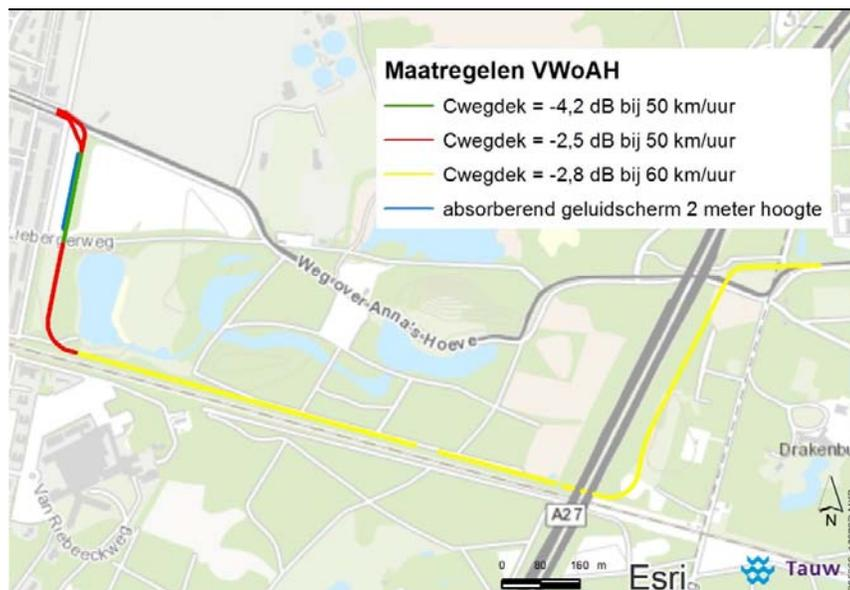 Maatregelen VWoAH
Cwegdek = -4,2 dB bij 50 km/uur
Cwegdek = -2,5 dB bij 50 km/uur
Cwegdek = -2,8 dB bij 60 km/uur
absorberend geluidscherm 2 meter hoogte
Weg-over-Anna's-Hoeve
Drakenbu
Van Riebeeckweg
A27
N
0 80 160 m
Esri
Tauw